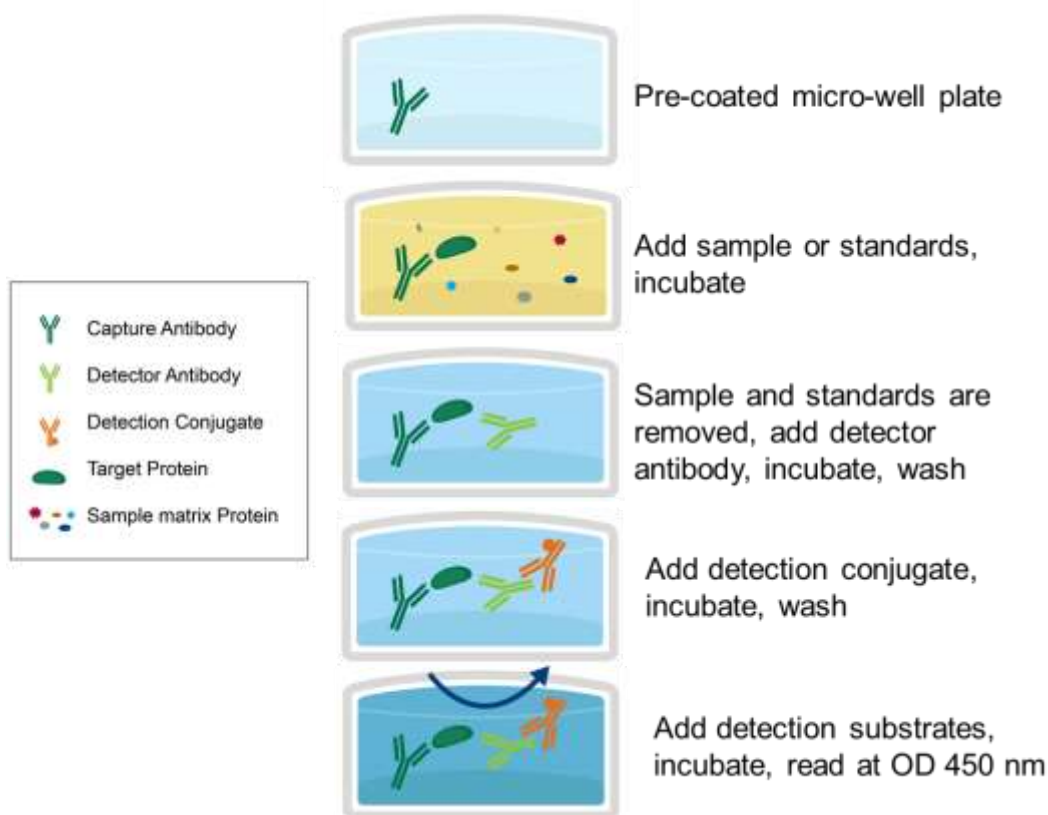 Pre-coated micro-well plate
Add sample or standards,
incubate
Capture Antibody
Detector Antibody
Detection Conjugate
Target Protein
Sample matrix Protein
Sample and standards are
removed, add detector
antibody, incubate, wash
Add detection conjugate,
incubate, wash
Add detection substrates,
incubate, read at OD 450 nm